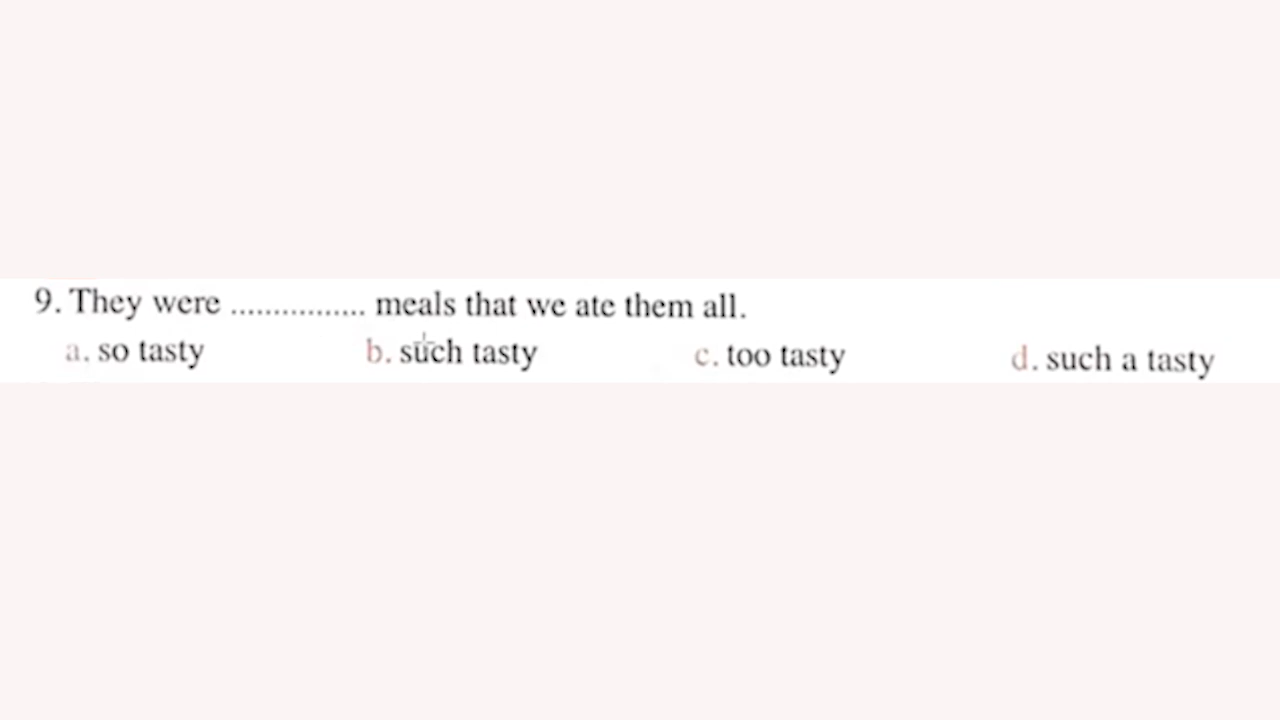 9. They were ................ meals that we ate them all.
a. so tasty b. such tasty c. too tasty d. such a tasty